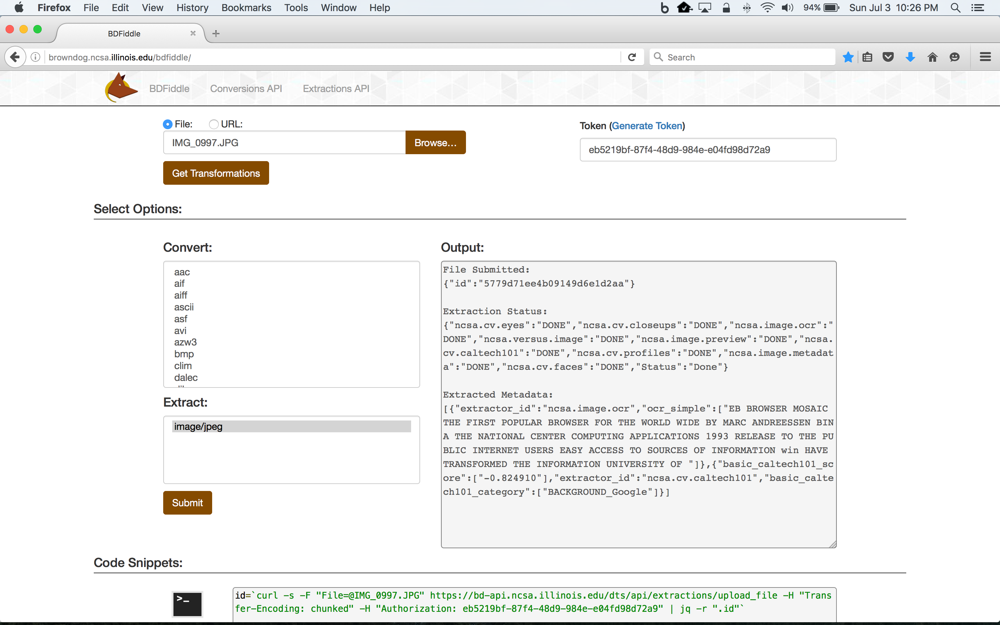 Firefox File Edit View History Bookmarks Tools Window Help 94% Sun Jul 3 10:26 PM
BDFiddle
browndog.ncsa.illinois.edu/bdfiddle/ Search
BDFiddle Conversions API Extractions API
File: URL:
Token (Generate Token)
IMG_0997.JPG Browse...
eb5219bf-87f4-48d9-984e-e04fd98d72a9
Get Transformations
Select Options:
Convert:
aac
aif
aiff
ascii
asf
avi
azw3
bmp
clim
dalec
Extract:
image/jpeg
Submit
Output:
File Submitted:
{"id":"5779d71ee4b09149d6e1d2aa"}
Extraction Status:
{"ncsa.cv.eyes":"DONE","ncsa.cv.closeups":"DONE","ncsa.image.ocr":"
DONE","ncsa.versus.image":"DONE","ncsa.image.preview":"DONE","ncsa.
cv.caltech101":"DONE","ncsa.cv.profiles":"DONE","ncsa.image.metadat
a":"DONE","ncsa.cv.faces":"DONE","Status":"Done"}
Extracted Metadata:
[{"extractor_id":"ncsa.image.ocr","ocr_simple":["EB BROWSER MOSAIC
THE FIRST POPULAR BROWSER FOR THE WORLD WIDE BY MARC ANDREESSEN BIN
A THE NATIONAL CENTER COMPUTING APPLICATIONS 1993 RELEASE TO THE PU
BLIC INTERNET USERS EASY ACCESS TO SOURCES OF INFORMATION win HAVE
TRANSFORMED THE INFORMATION UNIVERSITY OF "]},{"basic_caltech101_sc
ore":["-0.824910"],"extractor_id":"ncsa.cv.caltech101","basic_calte
ch101_category":["BACKGROUND_Google"]}]
Code Snippets:
>_
id=`curl -s -F "File=@IMG_0997.JPG" https://bd-api.ncsa.illinois.edu/dts/api/extractions/upload_file -H "Trans
fer-Encoding: chunked" -H "Authorization: eb5219bf-87f4-48d9-984e-e04fd98d72a9" | jq -r ".id"`